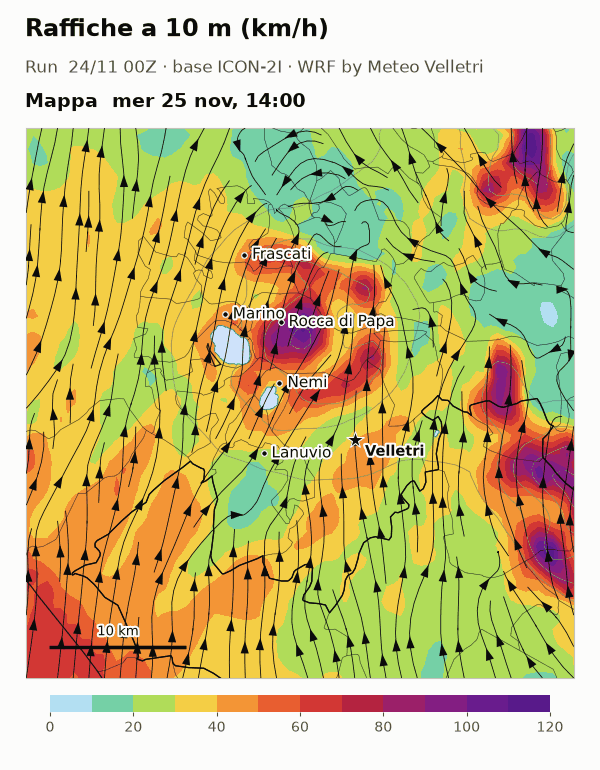 Raffiche a 10 m (km/h)
Run  24/11 00Z · base ICON-2I · WRF by Meteo Velletri
Mappa  mer 25 nov, 14:00
Frascati
Marino
Rocca di Papa
Nemi
Velletri
Lanuvio
10 km
0 20 40 60 80 100 120